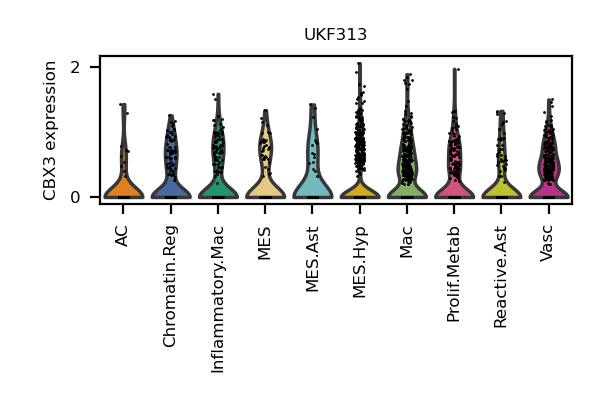 UKF313
CBX3 expression
2
0
AC
Chromatin.Reg
Inflammatory.Mac
MES
MES.Ast
MES.Hyp
Mac
Prolif.Metab
Reactive.Ast
Vasc